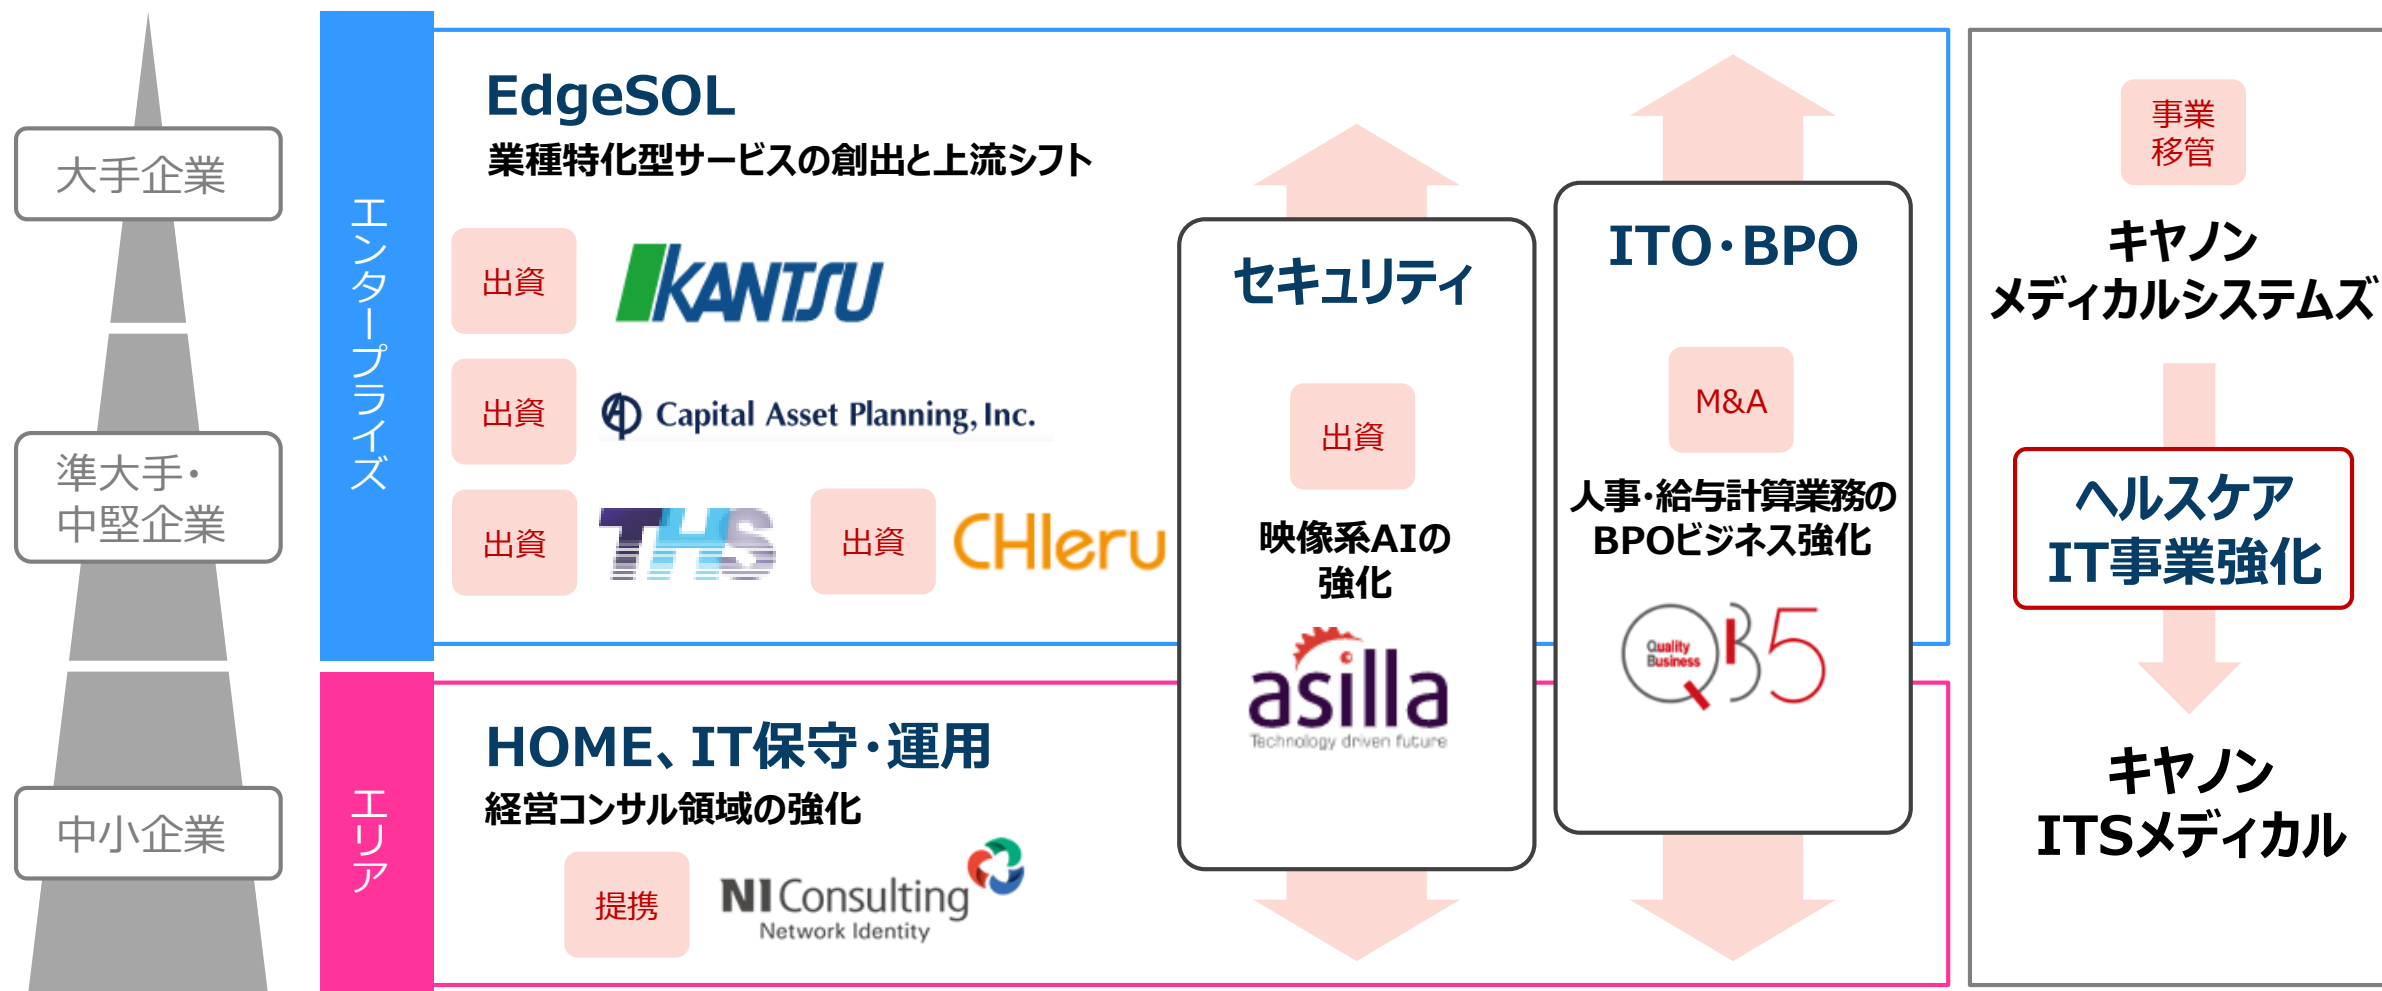 大手企業
準大手・
中堅企業
中小企業
エンタープライズ
EdgeSOL
業種特化型サービスの創出と上流シフト
出資
KANTSU
出資
Capital Asset Planning, Inc.
出資
THS
出資
CHIeru
セキュリティ
出資
映像系AIの
強化
asilla
Technology driven future
ITO・BPO
M&A
人事・給与計算業務の
BPOビジネス強化
Quality
Business
QB5
エリア
HOME、IT保守・運用
経営コンサル領域の強化
提携
NI Consulting
Network Identity
事業
移管
キヤノン
メディカルシステムズ
ヘルスケア
IT事業強化
キヤノン
ITSメディカル